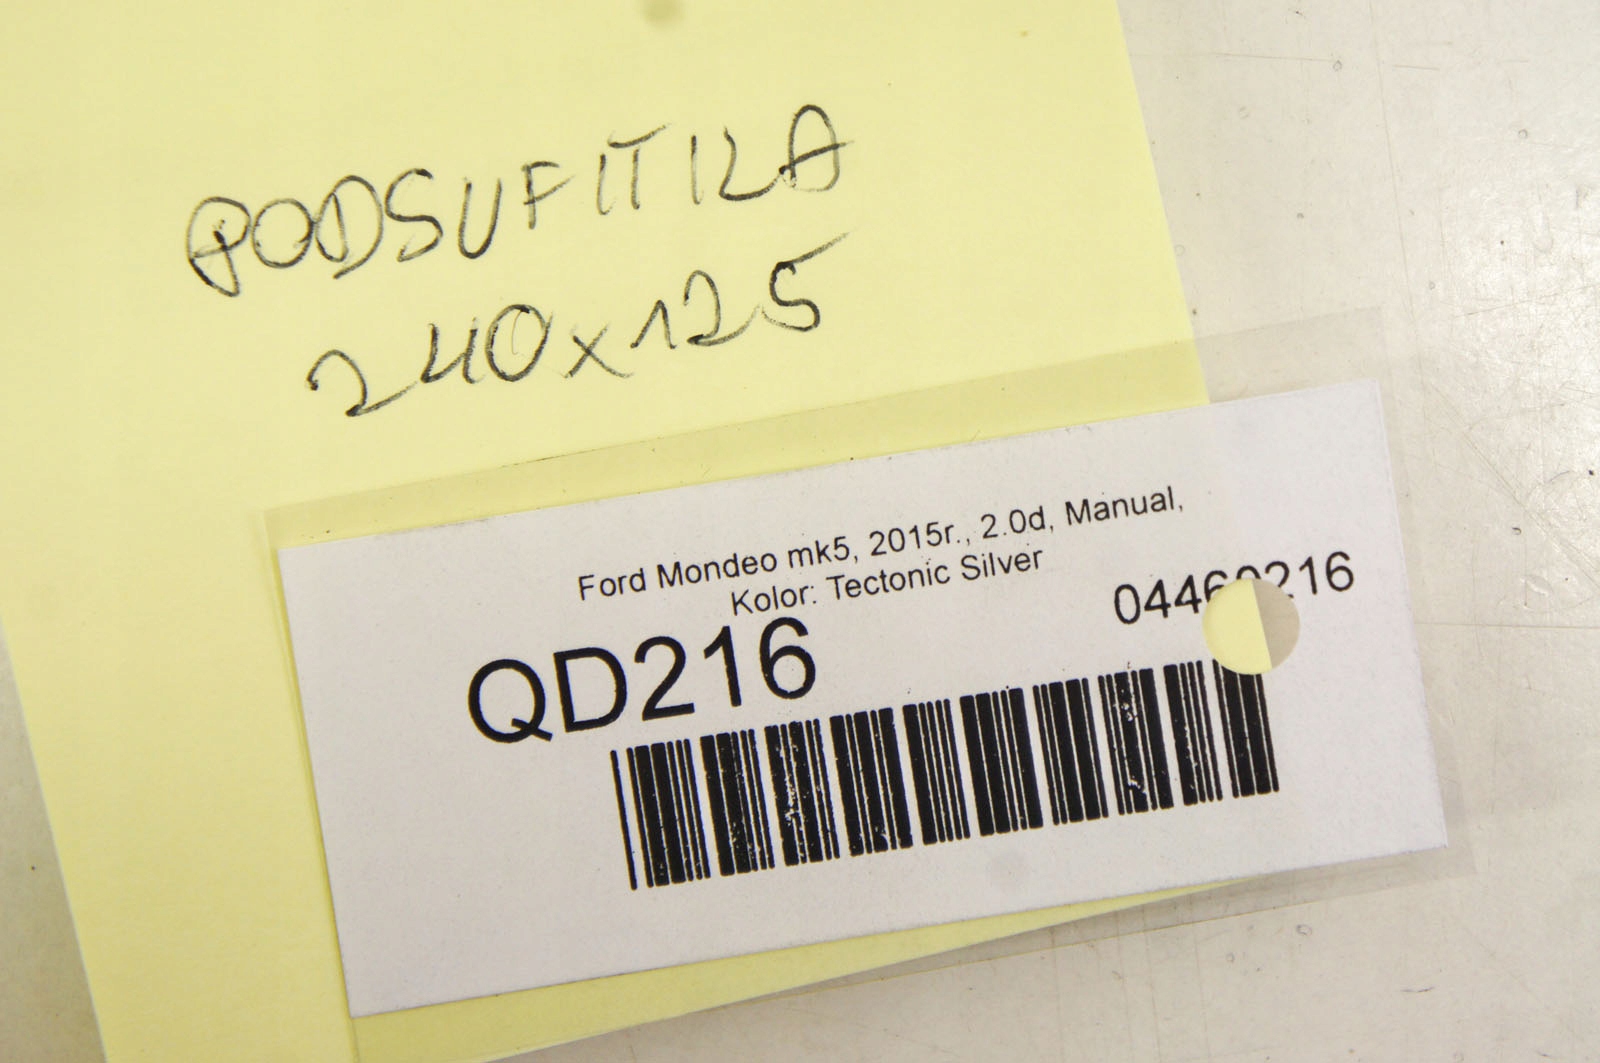 PODSUFITKA
240x125
Ford Mondeo mk5, 2015r., 2.0d, Manual,
Kolor: Tectonic Silver
QD216
04460216